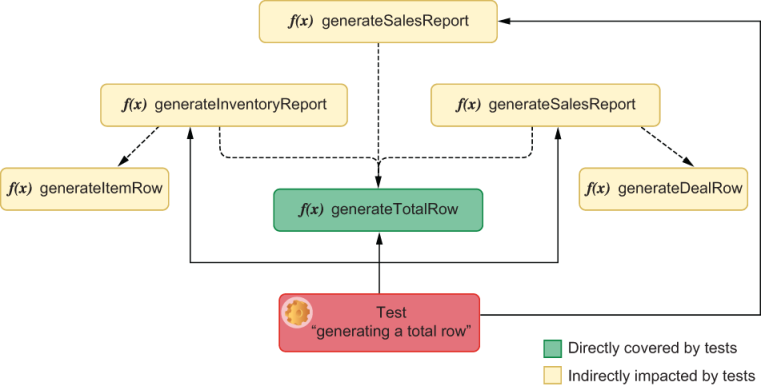 f(x) generateSalesReport
f(x) generateInventoryReport
f(x) generateSalesReport
f(x) generateItemRow
f(x) generateDealRow
f(x) generateTotalRow
Test
“generating a total row”
Directly covered by tests
Indirectly impacted by tests